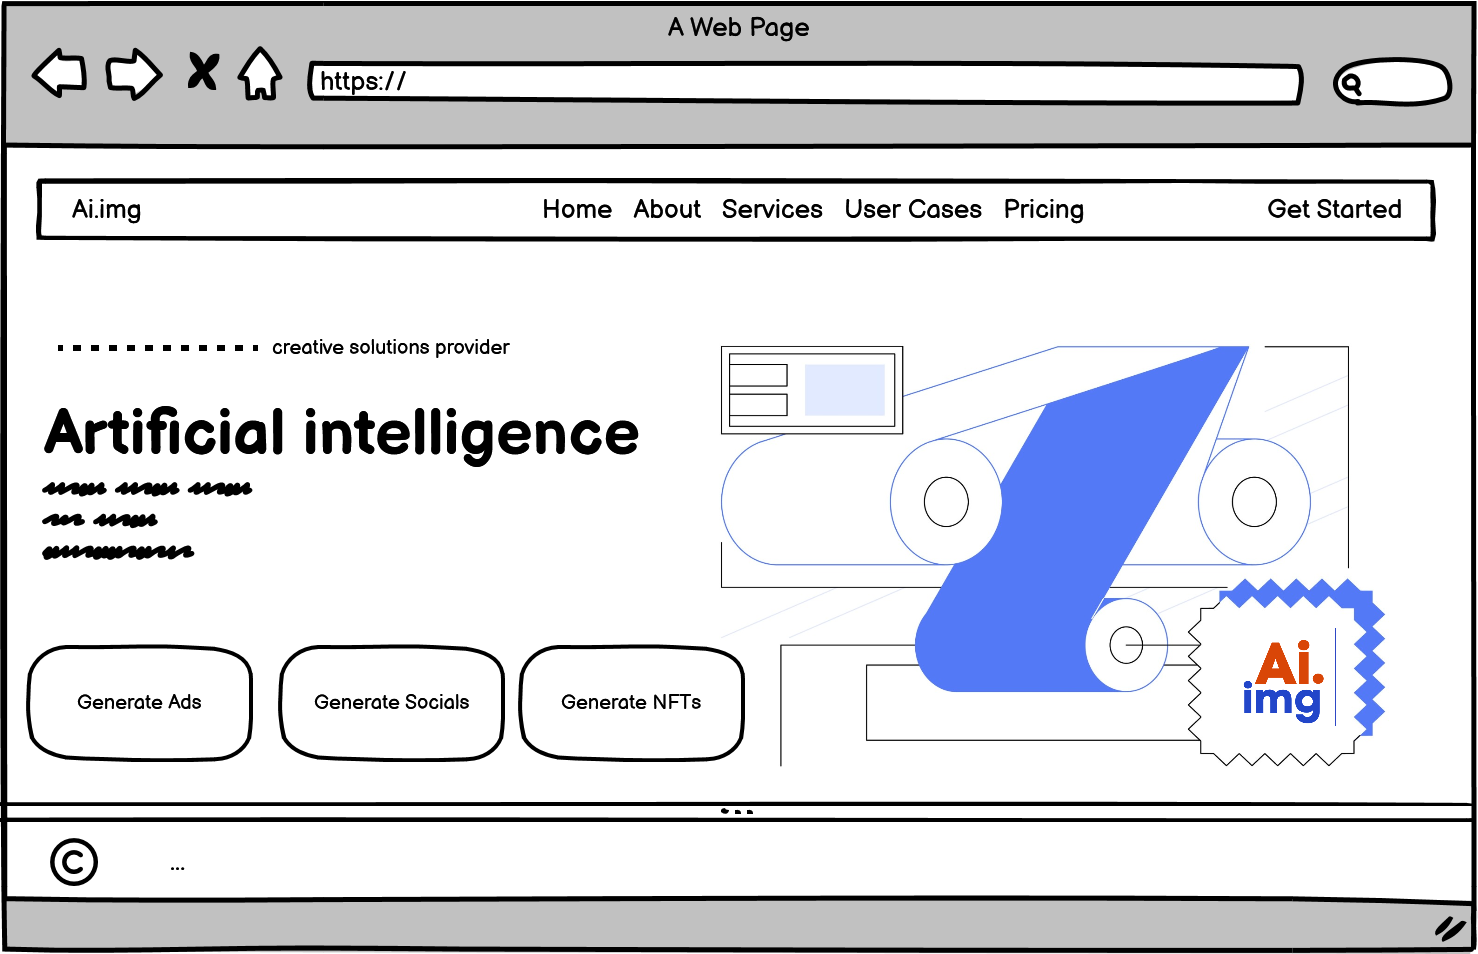 A Web Page
https://
Ai.img Home About Services User Cases Pricing Get Started
creative solutions provider
Artificial intelligence
Generate Ads Generate Socials Generate NFTs
Ai.
img
© ...